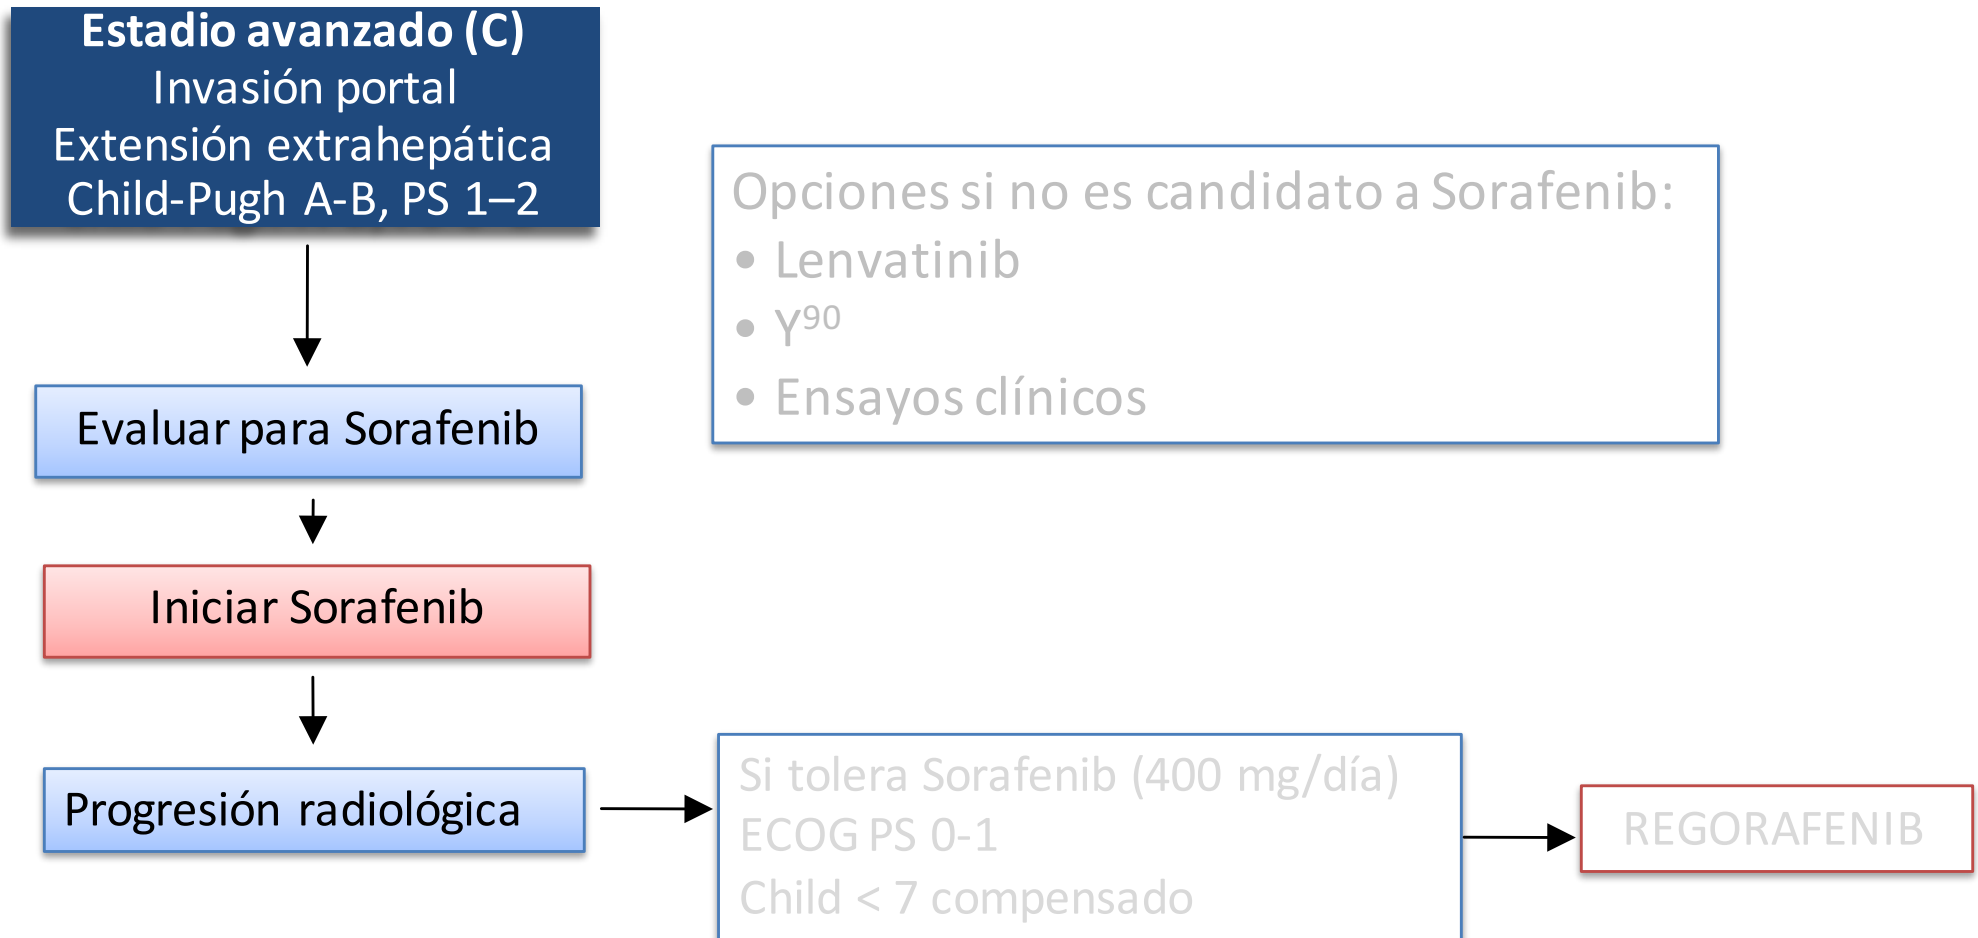 Estadio avanzado (C)
Invasión portal
Extensión extrahepática
Child-Pugh A-B, PS 1–2
Opciones si no es candidato a Sorafenib:
• Lenvatinib
• Y⁹⁰
• Ensayos clínicos
Evaluar para Sorafenib
Iniciar Sorafenib
Progresión radiológica
Si tolera Sorafenib (400 mg/día)
ECOG PS 0-1
Child < 7 compensado
REGORAFENIB